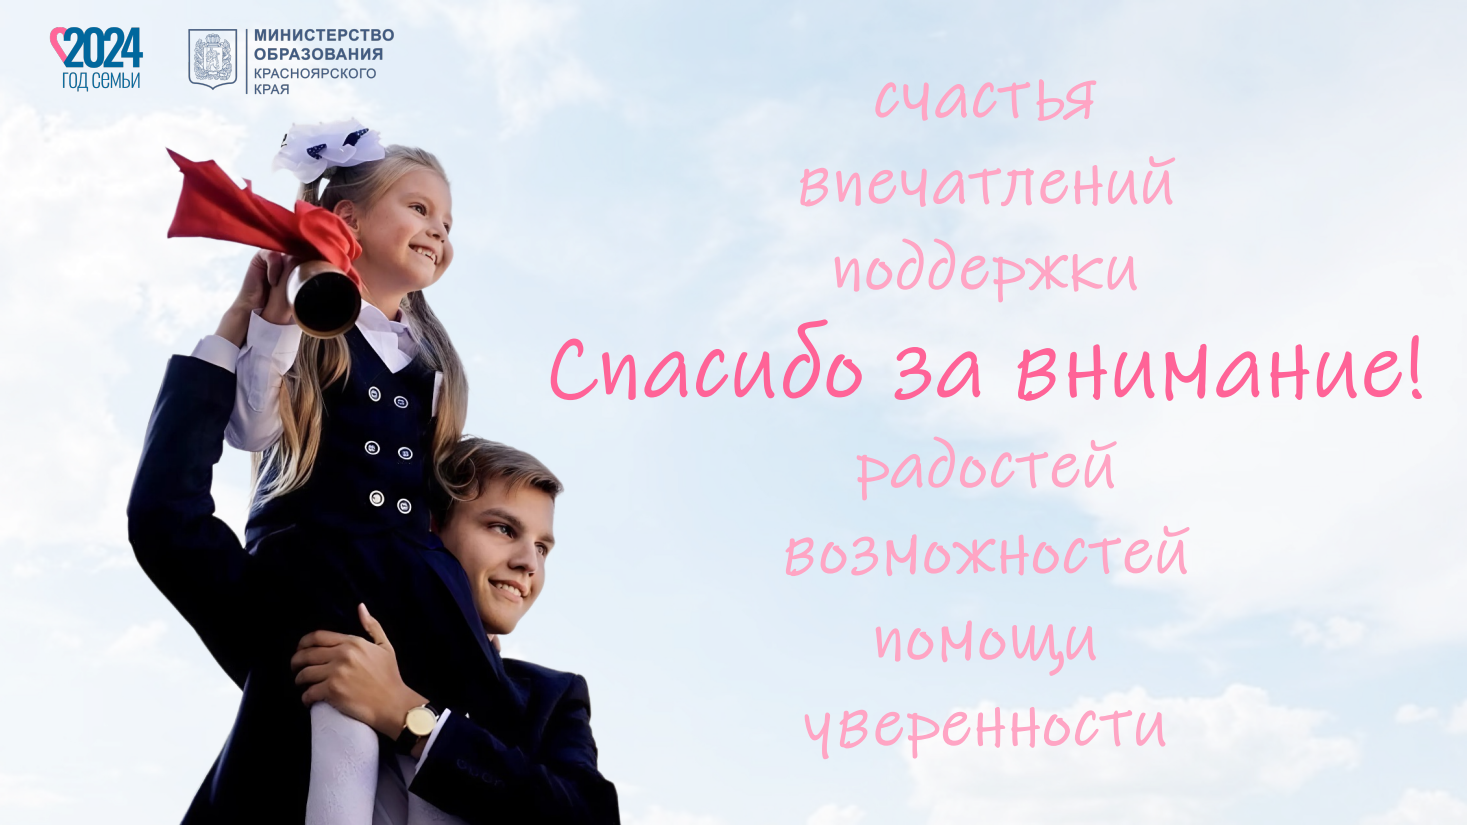 2024
ГОД СЕМЬИ
МИНИСТЕРСТВО
ОБРАЗОВАНИЯ
КРАСНОЯРСКОГО
КРАЯ
счастья
впечатлений
поддержки
Спасибо за внимание!
радостей
возможностей
помощи
уверенности